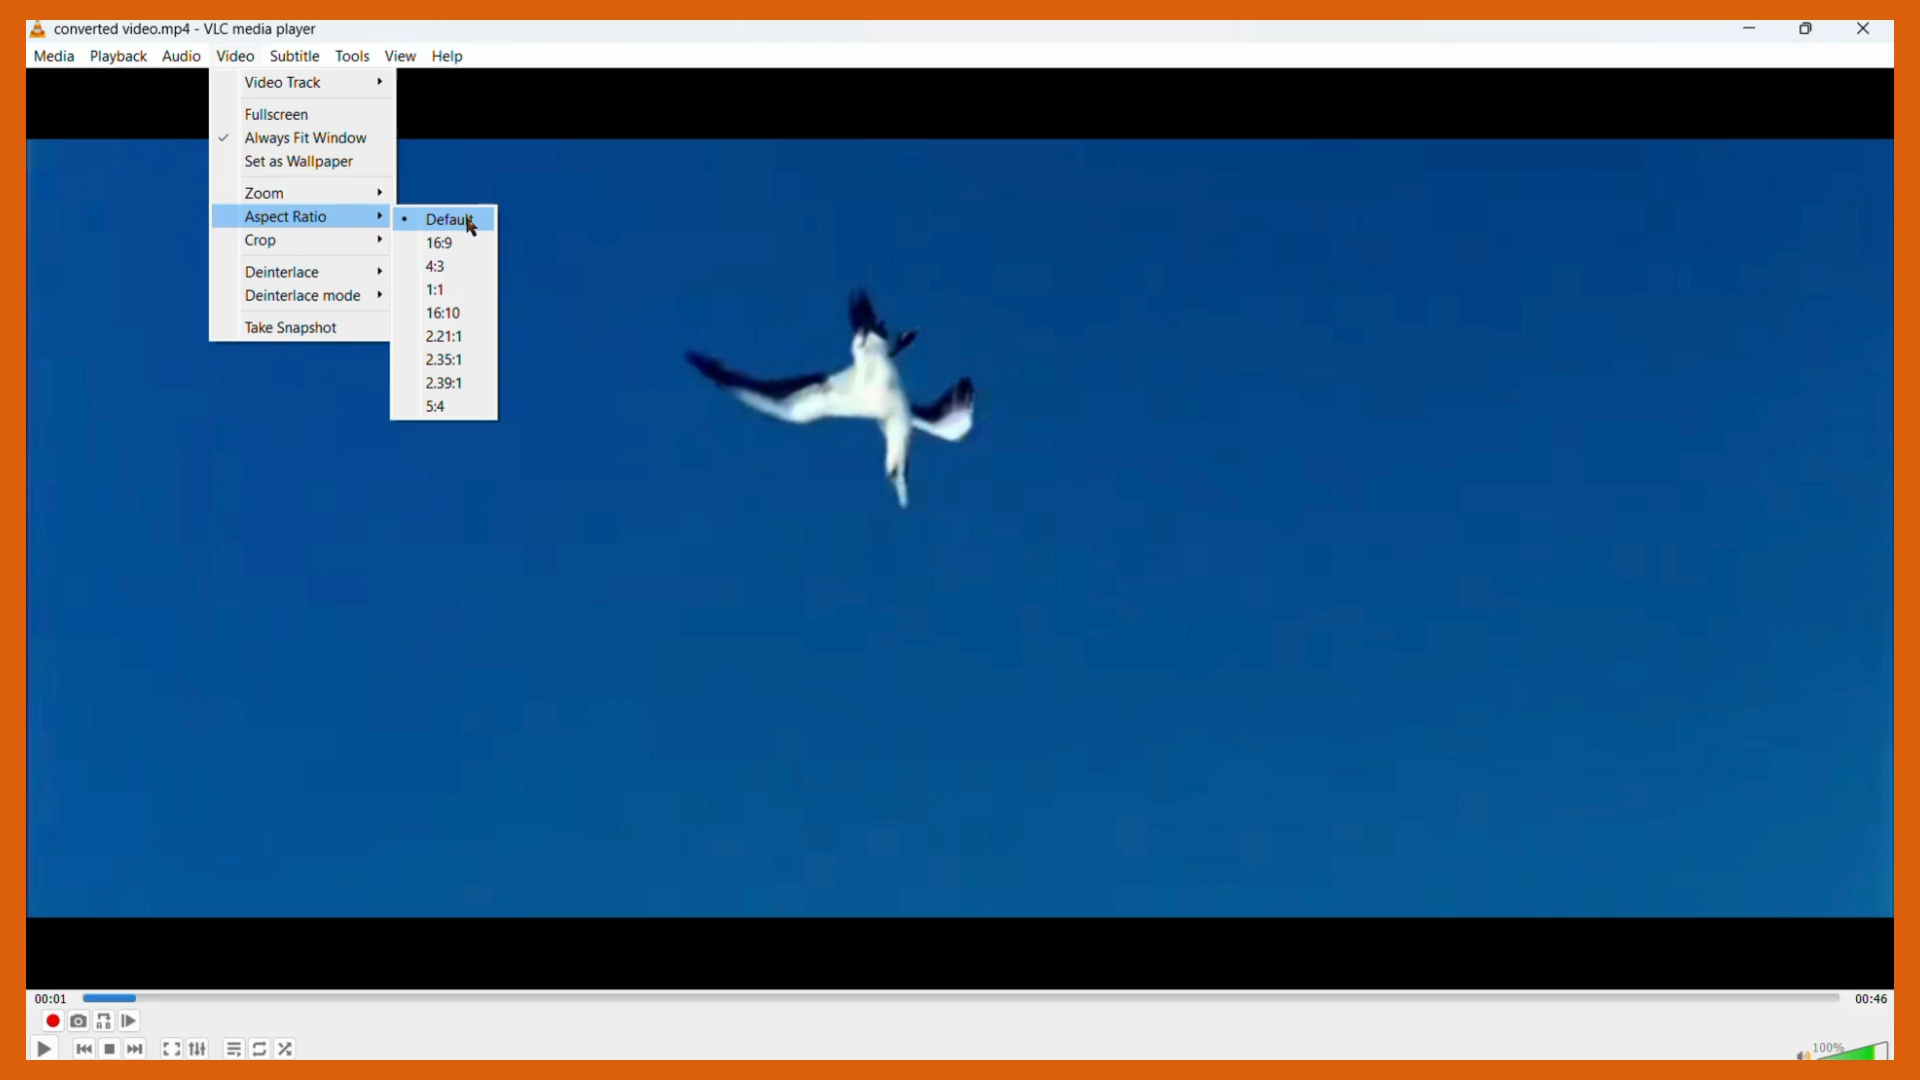 converted video.mp4 - VLC media player
Media Playback Audio Video Subtitle Tools View Help
Video Track
Fullscreen
Always Fit Window
Set as Wallpaper
Zoom
Aspect Ratio
Crop
Deinterlace
Deinterlace mode
Take Snapshot
Default
16:9
4:3
1:1
16:10
2.21:1
2.35:1
2.39:1
5:4
00:01 00:46
A B
100%